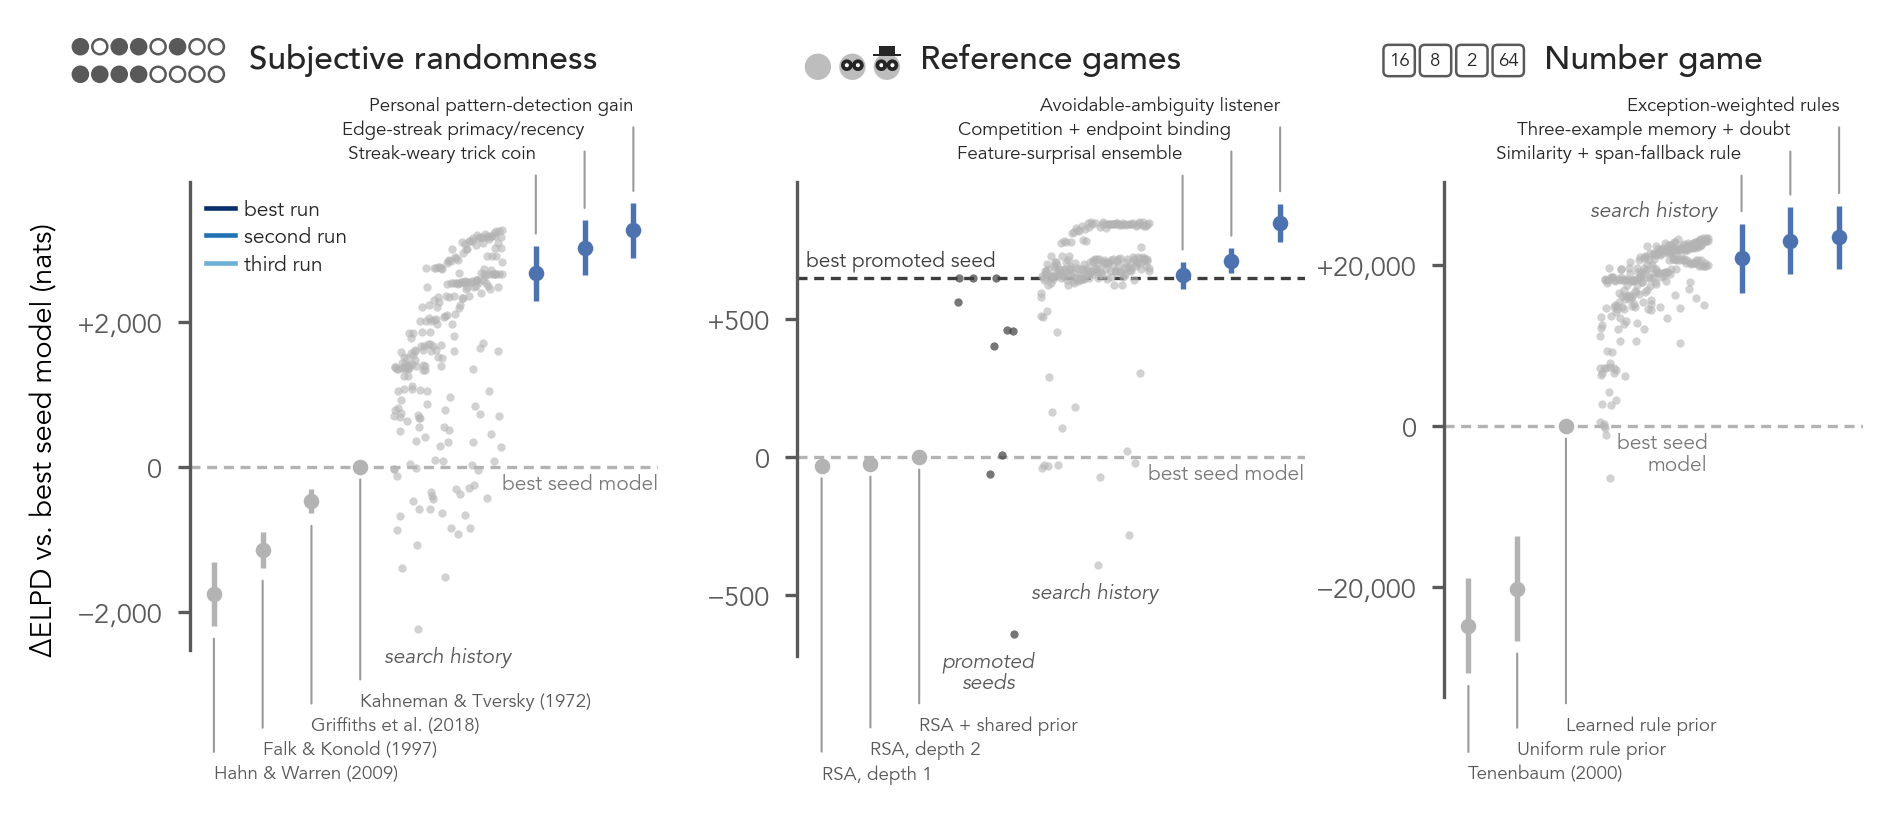 Subjective randomness
Personal pattern-detection gain
Edge-streak primacy/recency
Streak-weary trick coin
ΔELPD vs. best seed model (nats)
best run
second run
third run
+2,000
0
−2,000
best seed model
search history
Kahneman & Tversky (1972)
Griffiths et al. (2018)
Falk & Konold (1997)
Hahn & Warren (2009)
Reference games
Avoidable-ambiguity listener
Competition + endpoint binding
Feature-surprisal ensemble
best promoted seed
+500
0
−500
best seed model
search history
promoted
seeds
RSA + shared prior
RSA, depth 2
RSA, depth 1
16 8 2 64
Number game
Exception-weighted rules
Three-example memory + doubt
Similarity + span-fallback rule
search history
+20,000
0
−20,000
best seed
model
Learned rule prior
Uniform rule prior
Tenenbaum (2000)